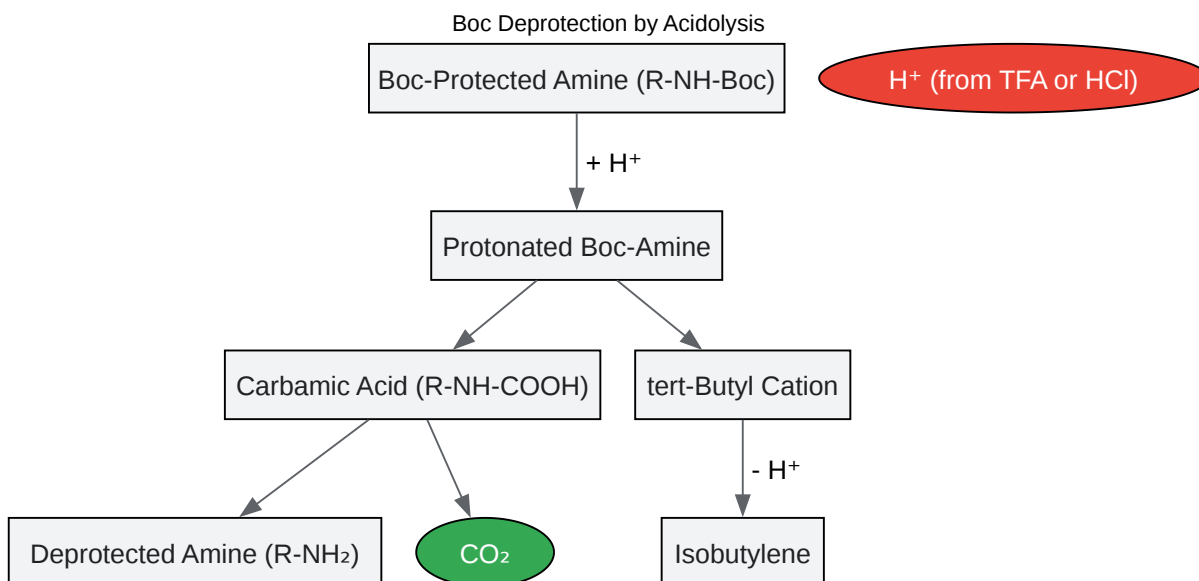 Boc Deprotection by Acidolysis
Boc-Protected Amine (R-NH-Boc)
H⁺ (from TFA or HCl)
+ H⁺
Protonated Boc-Amine
Carbamic Acid (R-NH-COOH)
tert-Butyl Cation
- H⁺
Deprotected Amine (R-NH₂)
CO₂
Isobutylene